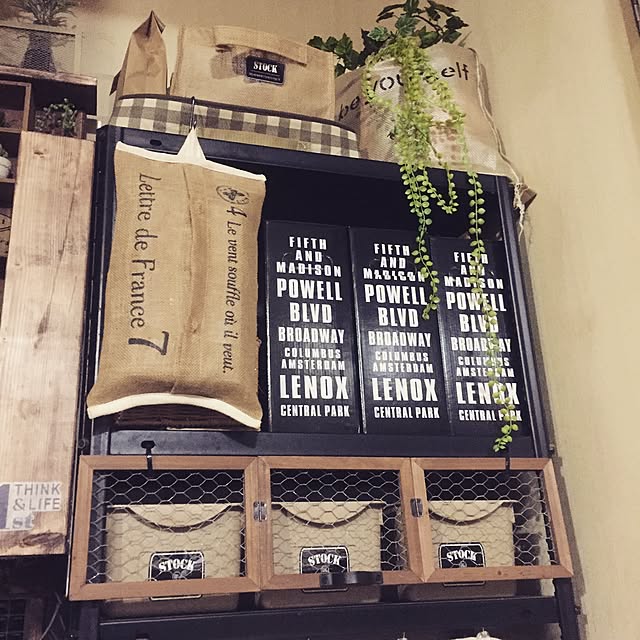 STOCK
be yourself
Lettre de France 7
4 Le vent souffle où il veut.
FIFTH
AND
MADISON
POWELL
BLVD
BROADWAY
COLUMBUS
AMSTERDAM
LENOX
CENTRAL PARK
FIFTH
AND
MADISON
POWELL
BLVD
BROADWAY
COLUMBUS
AMSTERDAM
LENOX
CENTRAL PARK
FIFTH
AND
MADISON
POWELL
BLVD
BROADWAY
COLUMBUS
AMSTERDAM
LENOX
CENTRAL PARK
THINK
& LIFE
st
STOCK
STOCK
STOCK